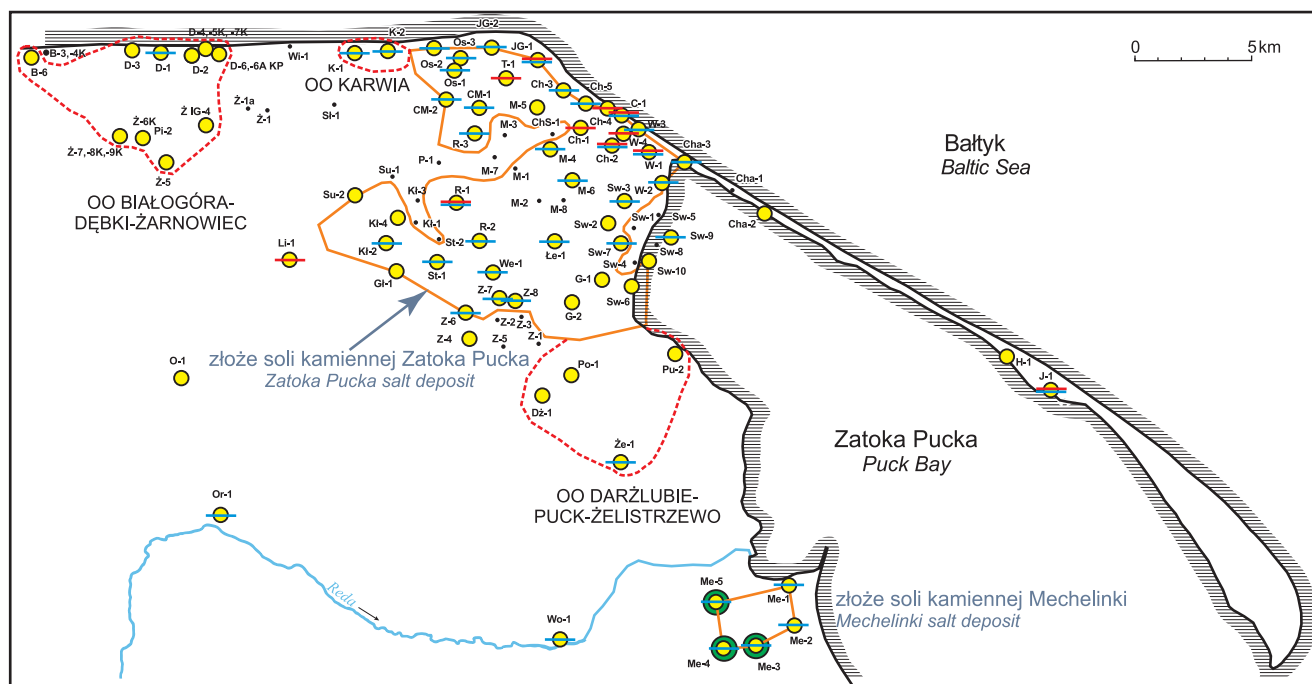 JG-2
D-4,-5K, -7K
K-2
Os-3
JG-1
B-3,-4K
B-6
D-3
D-1
D-2
D-6,-6A KP
Wi-1
K-1
Os-2
Os-1
T-1
0
5 km
OO KARWIA
Ch-3
Ch-5
Ż-1a
Ż-1
Sł-1
CM-2
CM-1
M-5
C-1
Ż IG-4
Ż-6K
Pi-2
Ż-7,-8K,-9K
Ż-5
R-3
M-3
ChS-1
Ch-4
Ch-1
W-3
W-4
Ch-2
W-1
Cha-3
Bałtyk
Baltic Sea
P-1
M-7
M-1
M-4
OO BIAŁOGÓRA-
DĘBKI-ŻARNOWIEC
Su-1
Su-2
Kł-3
R-1
M-6
M-2
M-8
Sw-3
W-2
Cha-1
Cha-2
Kł-4
Kł-1
St-2
R-2
Sw-1
Sw-5
Sw-2
Sw-9
Li-1
Kł-2
St-1
Łe-1
Sw-7
Sw-8
Sw-4
Sw-10
Gł-1
We-1
G-1
Sw-6
Z-7
Z-8
G-2
Z-6
Z-2
Z-3
Z-4
Z-5
Z-1
złoże soli kamiennej Zatoka Pucka
Zatoka Pucka salt deposit
O-1
Po-1
Pu-2
H-1
J-1
Dż-1
Że-1
Zatoka Pucka
Puck Bay
OO DARŻLUBIE-
PUCK-ŻELISTRZEWO
Or-1
Reda
Wo-1
Me-5
Me-1
złoże soli kamiennej Mechelinki
Mechelinki salt deposit
Me-2
Me-4
Me-3